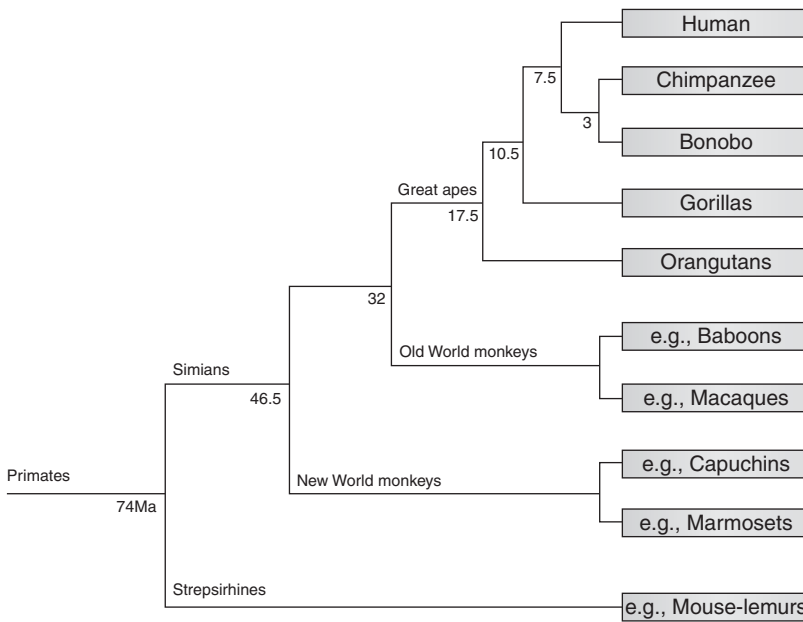 Human
7.5
Chimpanzee
3
Bonobo
10.5
Great apes
17.5
Gorillas
Orangutans
32
e.g., Baboons
Old World monkeys
Simians
46.5
e.g., Macaques
e.g., Capuchins
Primates
New World monkeys
74Ma
e.g., Marmosets
Strepsirhines
e.g., Mouse-lemurs